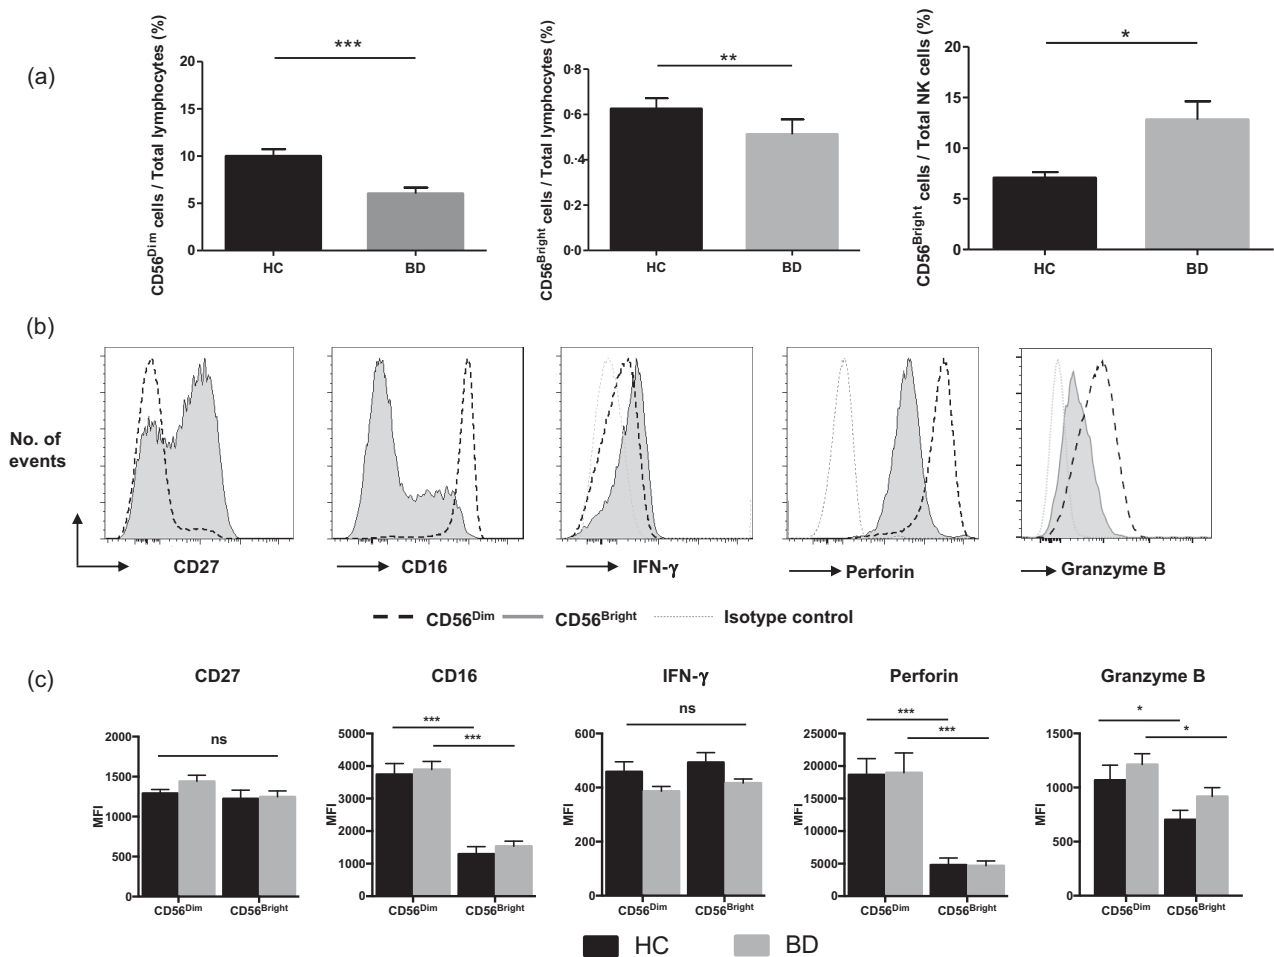 (a)
CD56Dim cells / Total lymphocytes (%)
20
15
10
5
0
***
HC
BD
CD56Bright cells / Total lymphocytes (%)
0·8
0·6
0·4
0·2
0·0
**
HC
BD
CD56Bright cells / Total NK cells (%)
20
15
10
5
0
*
HC
BD
(b)
No. of
events
CD27
CD16
IFN-γ
Perforin
Granzyme B
CD56Dim
CD56Bright
Isotype control
(c)
CD27
MFI
2000
1500
1000
500
0
ns
CD56Dim
CD56Bright
CD16
MFI
5000
4000
3000
2000
1000
0
***
***
CD56Dim
CD56Bright
IFN-γ
MFI
600
400
200
0
ns
CD56Dim
CD56Bright
Perforin
MFI
25000
20000
15000
10000
5000
0
***
***
CD56Dim
CD56Bright
Granzyme B
MFI
1500
1000
500
0
*
*
CD56Dim
CD56Bright
HC
BD